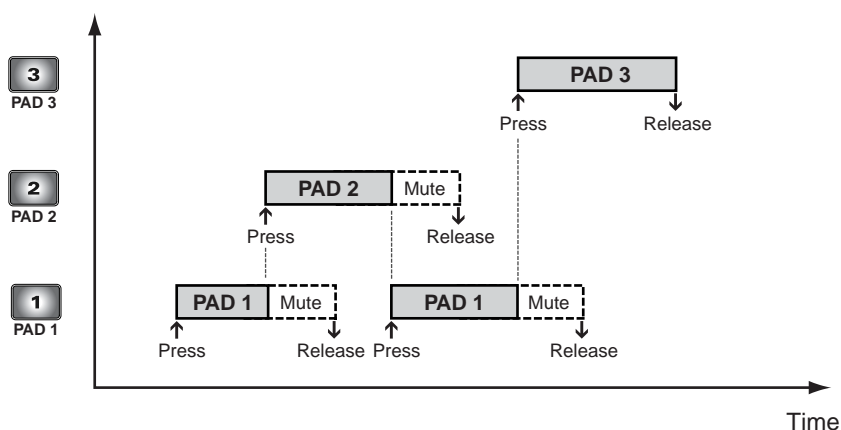 3
PAD 3
PAD 3
Press
Release
2
PAD 2
PAD 2
Mute
Press
Release
1
PAD 1
PAD 1
Mute
PAD 1
Mute
Press
Release
Press
Release
Time